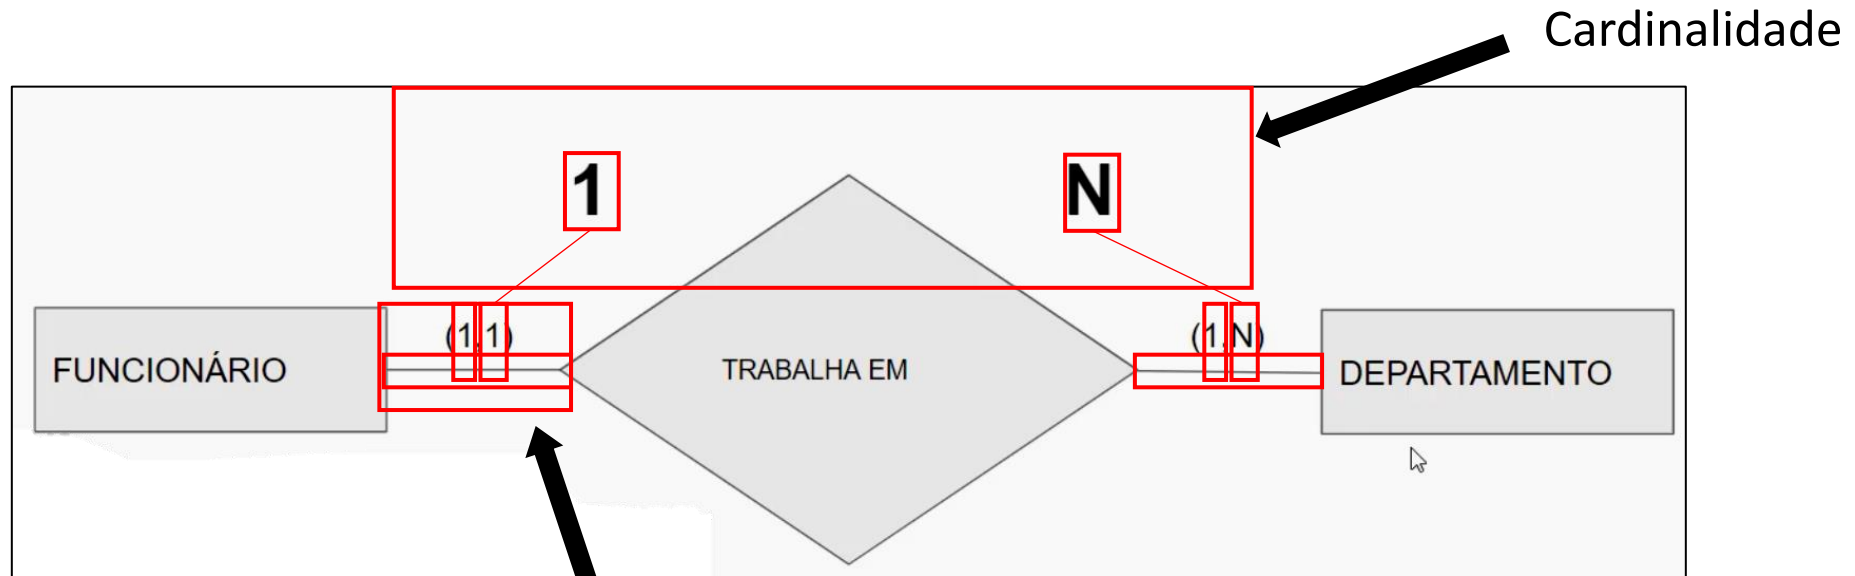 Cardinalidade
1 N
(1,1) (1,N)
FUNCIONÁRIO TRABALHA EM DEPARTAMENTO